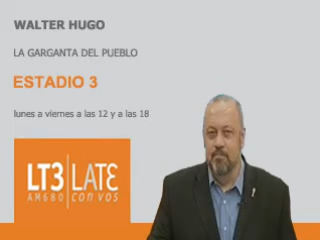 WALTER HUGO
LA GARGANTA DEL PUEBLO
ESTADIO 3
lunes a viernes a las 12 y a las 18
LT3 LATE
AM680 CON VOS